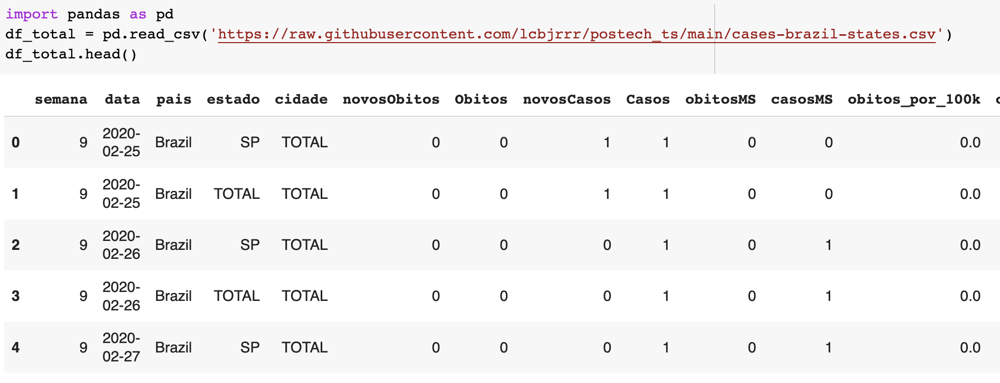 import pandas as pd
df_total = pd.read_csv('https://raw.githubusercontent.com/lcbjrrr/postech_ts/main/cases-brazil-states.csv')
df_total.head()
semana data pais estado cidade novosObitos Obitos novosCasos Casos obitosMS casosMS obitos_por_100k
0 9 2020-02-25 Brazil SP TOTAL 0 0 1 1 0 0 0.0
1 9 2020-02-25 Brazil TOTAL TOTAL 0 0 1 1 0 0 0.0
2 9 2020-02-26 Brazil SP TOTAL 0 0 0 1 0 1 0.0
3 9 2020-02-26 Brazil TOTAL TOTAL 0 0 0 1 0 1 0.0
4 9 2020-02-27 Brazil SP TOTAL 0 0 0 1 0 1 0.0